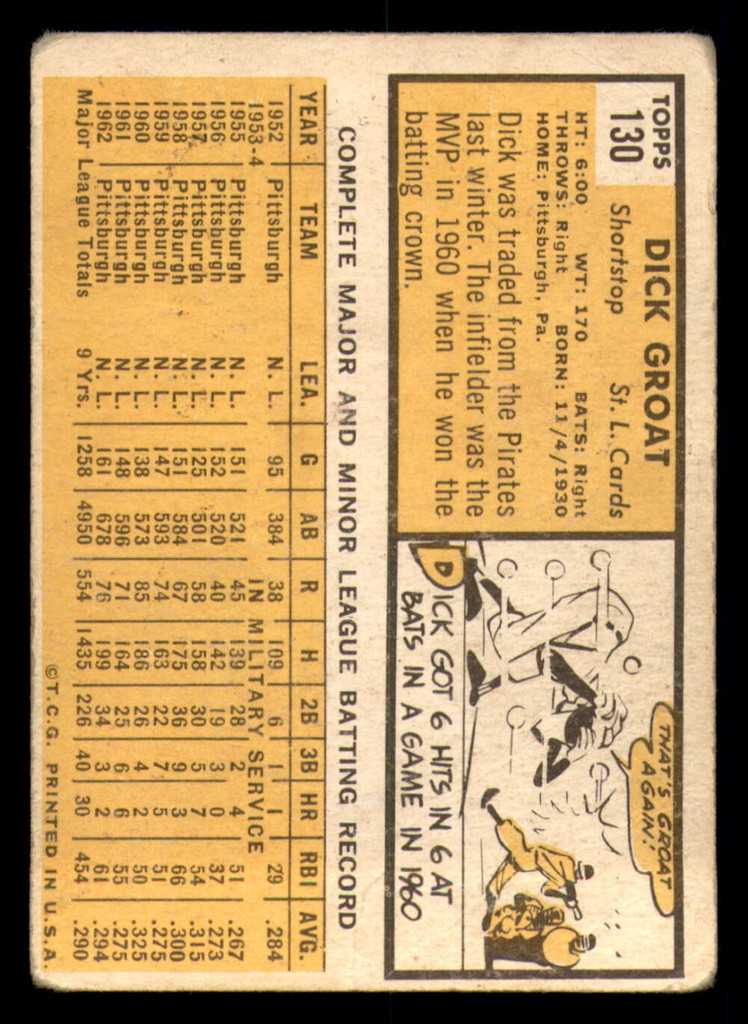 TOPPS
130
DICK GROAT
Shortstop St. L. Cards
HT: 6:00 WT: 170 BATS: Right
THROWS: Right BORN: 11/4/1930
HOME: Pittsburgh, Pa.
Dick was traded from the Pirates
last winter. The infielder was the
MVP in 1960 when he won the
batting crown.
THAT'S GROAT
AGAIN!
DICK GOT 6 HITS IN 6 AT
BATS IN A GAME IN 1960
COMPLETE MAJOR AND MINOR LEAGUE BATTING RECORD
YEAR TEAM LEA. G AB R H 2B 3B HR RBI AVG.
1952 Pittsburgh N. L. 95 384 38 109 6 1 1 29 .284
1953-4 IN MILITARY SERVICE
1955 Pittsburgh N. L. 151 521 45 139 28 2 4 51 .267
1956 Pittsburgh N. L. 152 520 40 142 19 3 0 37 .273
1957 Pittsburgh N. L. 125 501 58 158 30 5 7 54 .315
1958 Pittsburgh N. L. 151 584 67 175 36 9 3 66 .300
1959 Pittsburgh N. L. 147 593 74 163 22 7 5 51 .275
1960 Pittsburgh N. L. 138 573 85 186 26 4 2 50 .325
1961 Pittsburgh N. L. 148 596 71 164 25 6 6 55 .275
1962 Pittsburgh N. L. 161 678 76 199 34 3 2 61 .294
Major League Totals 9 Yrs. 1258 4950 554 1435 226 40 30 454 .290
©T.C.G. PRINTED IN U.S.A.